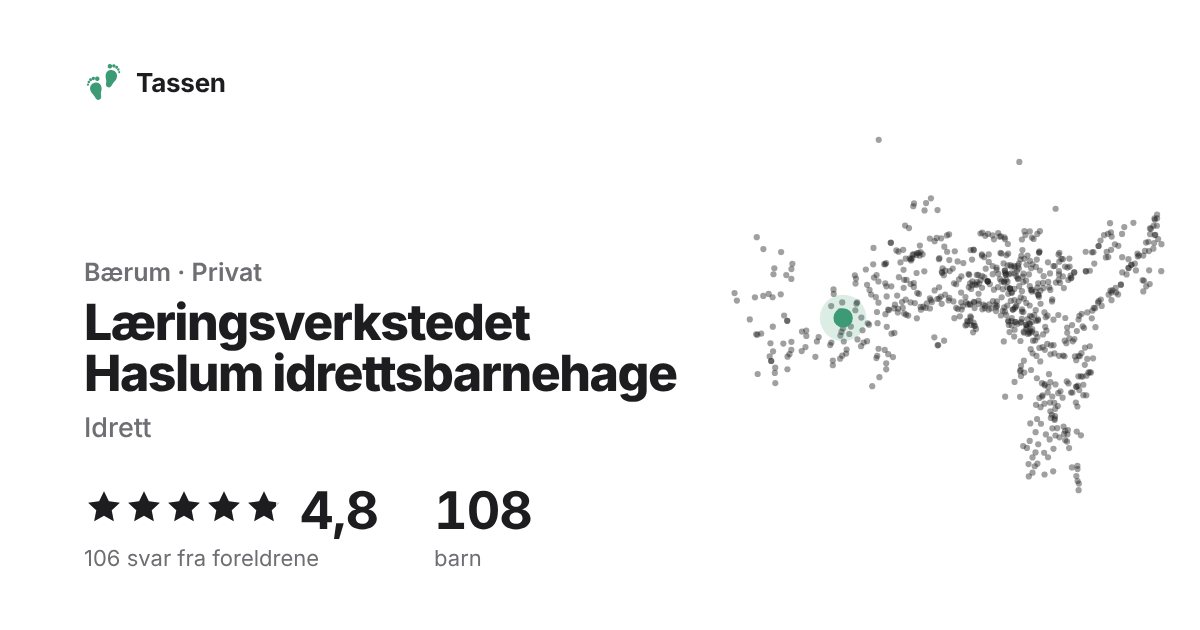 Tassen
Bærum · Privat
Læringsverkstedet
Haslum idrettsbarnehage
Idrett
4,8
106 svar fra foreldrene
108
barn